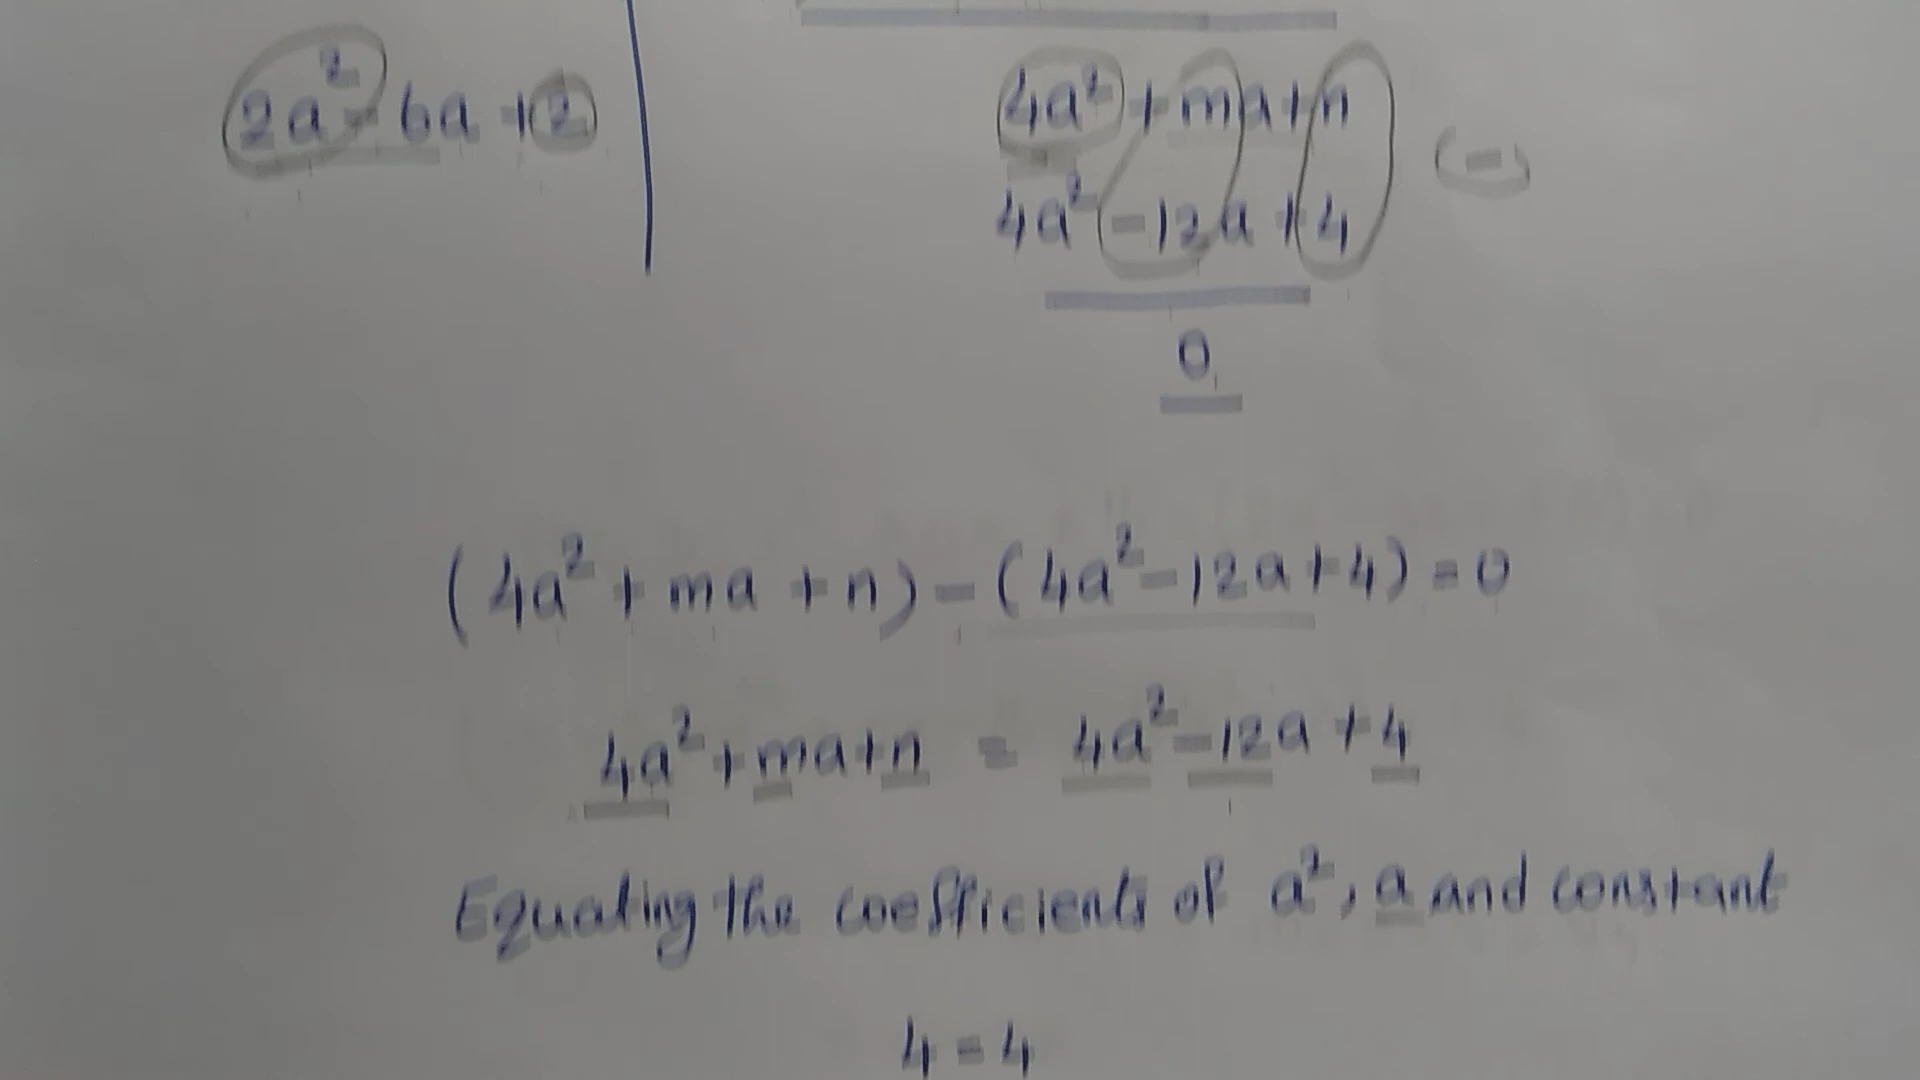 2a² - 6a + 2
4a² + ma + n (-)
4a² - 12a + 4
0
(4a² + ma + n) - (4a² - 12a + 4) = 0
4a² + ma + n = 4a² - 12a + 4
Equating the coefficients of a², a and constant
4 = 4